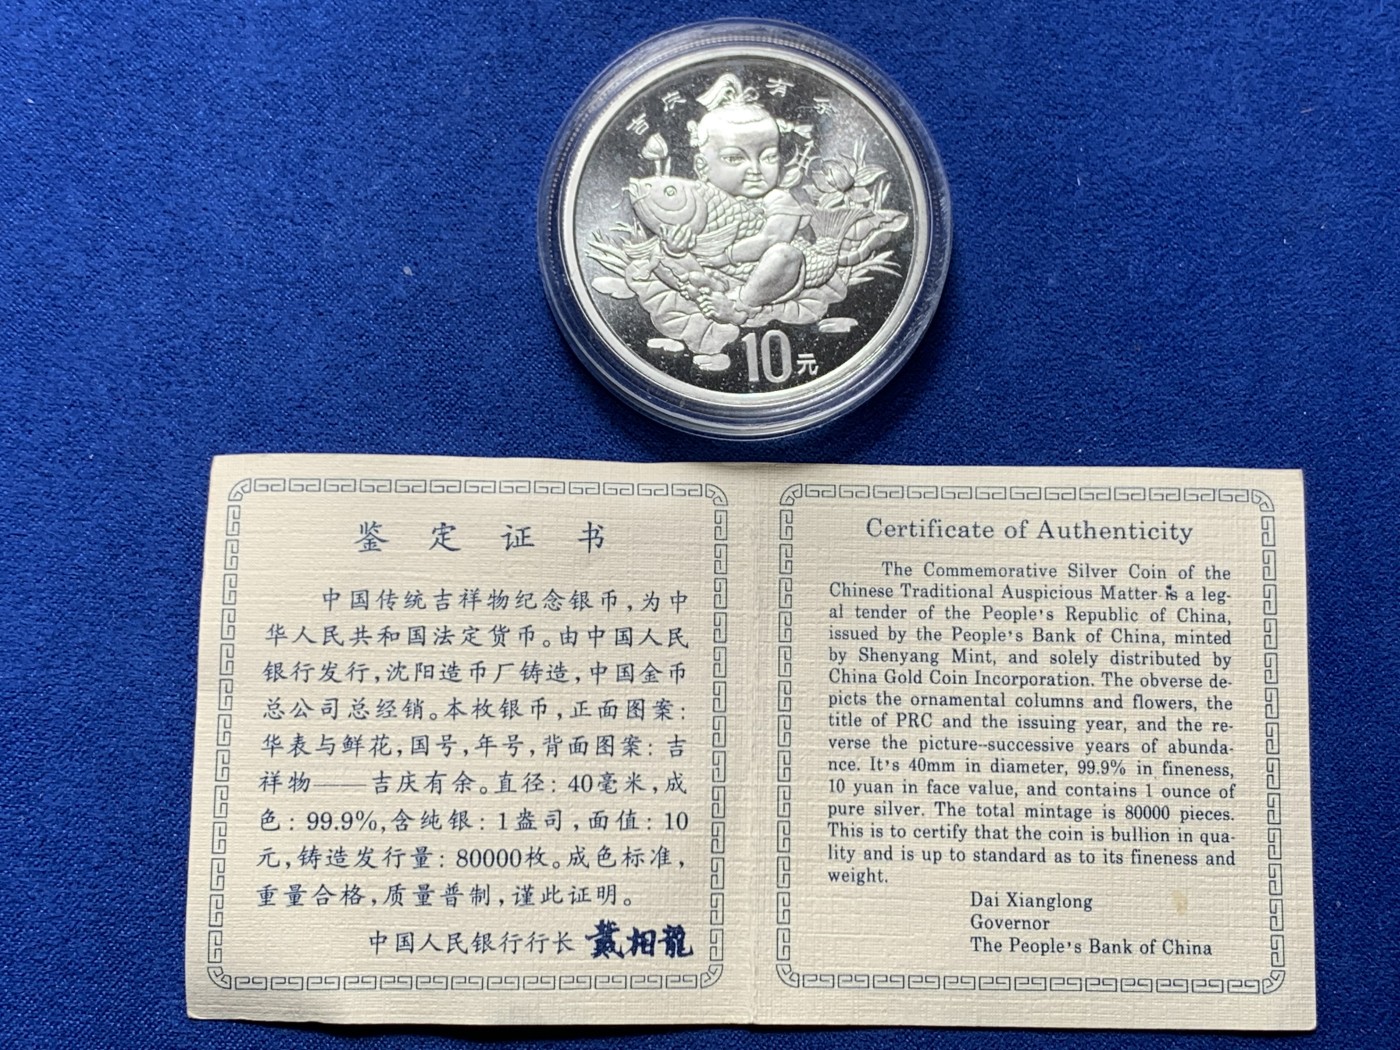 吉庆有余
10元
鉴定证书
中国传统吉祥物纪念银币,为中
华人民共和国法定货币。由中国人民
银行发行,沈阳造币厂铸造,中国金币
总公司总经销。本枚银币,正面图案:
华表与鲜花,国号,年号,背面图案:吉
祥物——吉庆有余。直径:40毫米,成
色:99.9%,含纯银:1盎司,面值:10
元,铸造发行量:80000枚。成色标准,
重量合格,质量普制,谨此证明。
中国人民银行行长 戴相龍
Certificate of Authenticity
The Commemorative Silver Coin of the
Chinese Traditional Auspicious Matter is a leg-
al tender of the People's Republic of China,
issued by the People's Bank of China, minted
by Shenyang Mint, and solely distributed by
China Gold Coin Incorporation. The obverse de-
picts the ornamental columns and flowers, the
title of PRC and the issuing year, and the re-
verse the picture--successive years of abunda-
nce. It's 40mm in diameter, 99.9% in fineness,
10 yuan in face value, and contains 1 ounce of
pure silver. The total mintage is 80000 pieces.
This is to certify that the coin is bullion in qua-
lity and is up to standard as to its fineness and
weight.
Dai Xianglong
Governor
The People's Bank of China